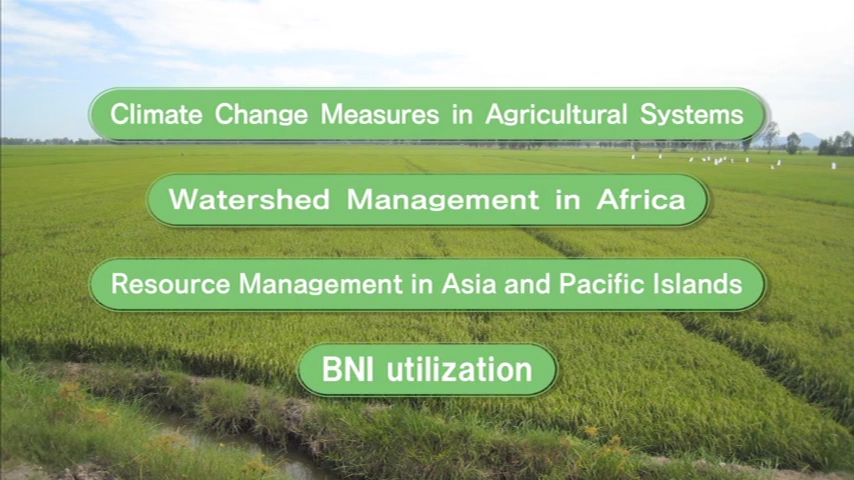 Climate Change Measures in Agricultural Systems
Watershed Management in Africa
Resource Management in Asia and Pacific Islands
BNI utilization